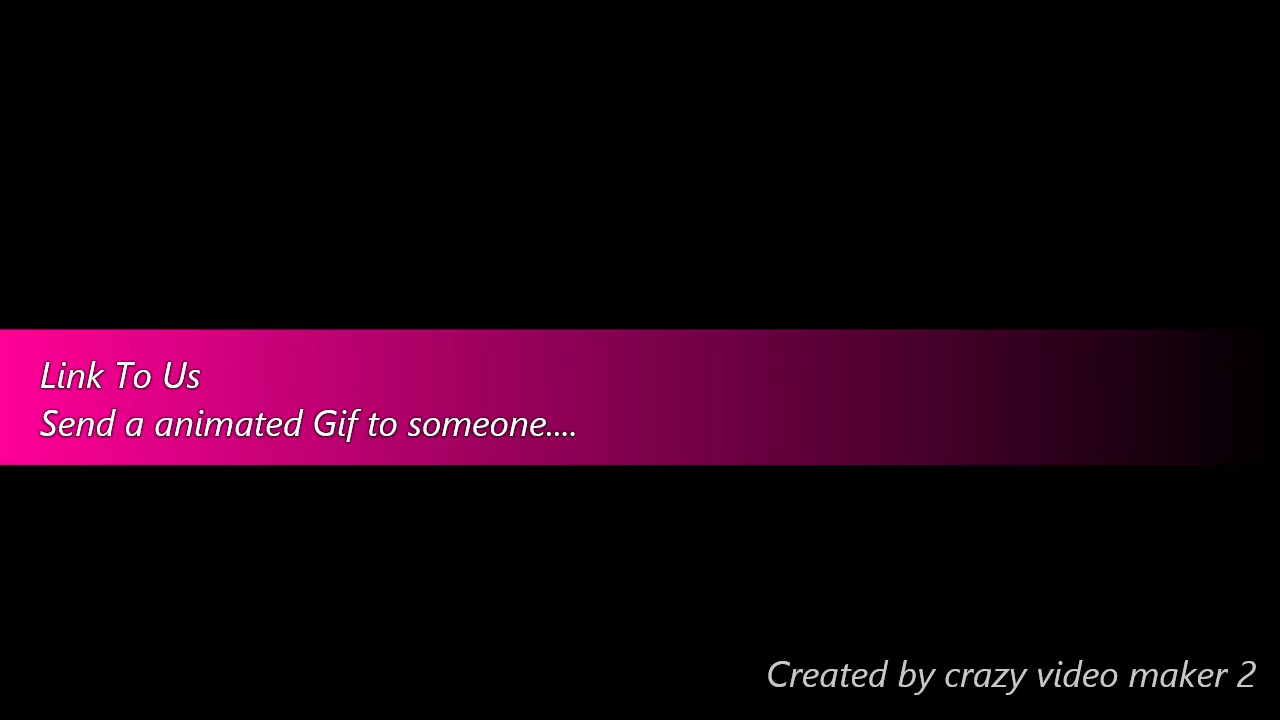 Link To Us
Send a animated Gif to someone....
Created by crazy video maker 2